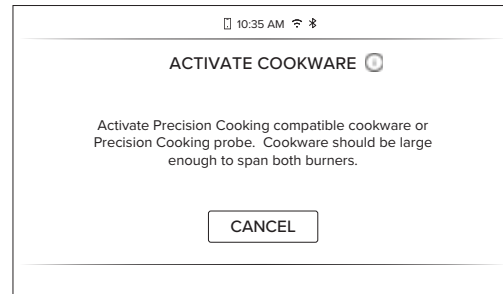 10:35 AM
ACTIVATE COOKWARE
Activate Precision Cooking compatible cookware or
Precision Cooking probe.  Cookware should be large
enough to span both burners.
CANCEL